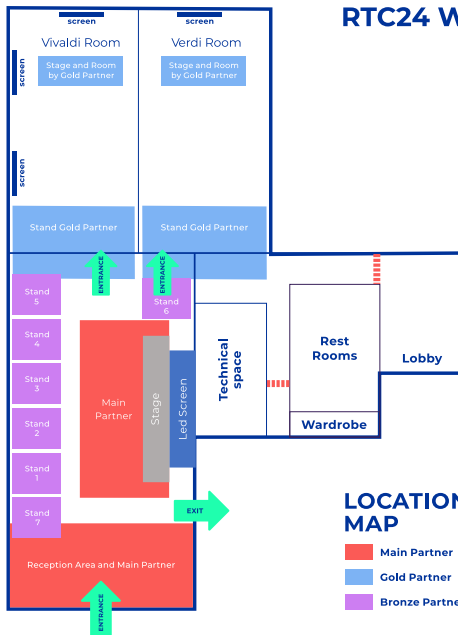 screen
screen
RTC24 W
Vivaldi Room
Verdi Room
Stage and Room
by Gold Partner
Stage and Room
by Gold Partner
screen
screen
Stand Gold Partner
Stand Gold Partner
ENTRANCE
ENTRANCE
Stand
5
Stand
6
Stand
4
Stand
3
Stand
2
Stand
1
Stand
7
Main
Partner
Stage
Led Screen
Technical
space
Rest
Rooms
Lobby
Wardrobe
EXIT
Reception Area and Main Partner
ENTRANCE
LOCATION
MAP
Main Partner
Gold Partner
Bronze Partne